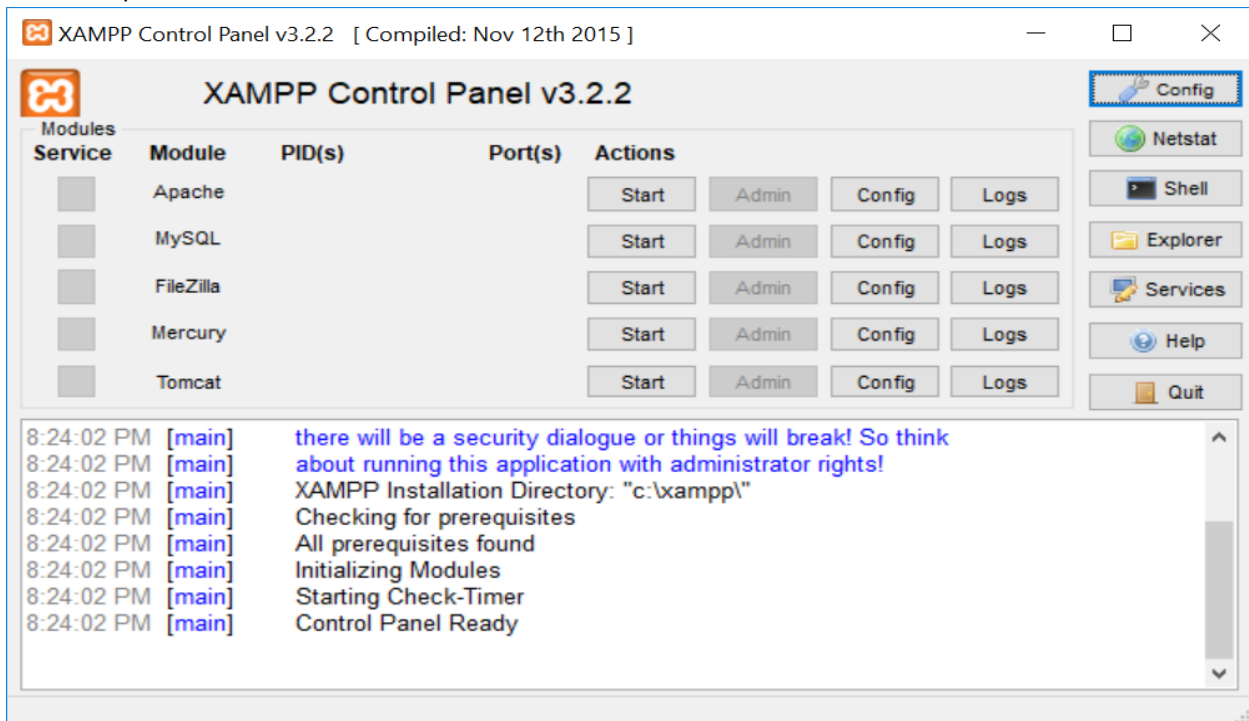 XAMPP Control Panel v3.2.2 [ Compiled: Nov 12th 2015 ]
XAMPP Control Panel v3.2.2
Config
Modules
Netstat
Service Module PID(s) Port(s) Actions
Apache Start Admin Config Logs
Shell
MySQL Start Admin Config Logs
Explorer
FileZilla Start Admin Config Logs
Services
Mercury Start Admin Config Logs
Help
Tomcat Start Admin Config Logs
Quit
8:24:02 PM [main] there will be a security dialogue or things will break! So think
8:24:02 PM [main] about running this application with administrator rights!
8:24:02 PM [main] XAMPP Installation Directory: "c:\xampp\"
8:24:02 PM [main] Checking for prerequisites
8:24:02 PM [main] All prerequisites found
8:24:02 PM [main] Initializing Modules
8:24:02 PM [main] Starting Check-Timer
8:24:02 PM [main] Control Panel Ready